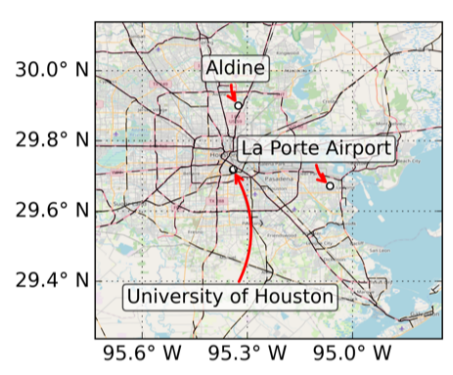 30.0° N
Aldine
29.8° N
La Porte Airport
Pasadena
29.6° N
29.4° N
University of Houston
95.6° W 95.3° W 95.0° W